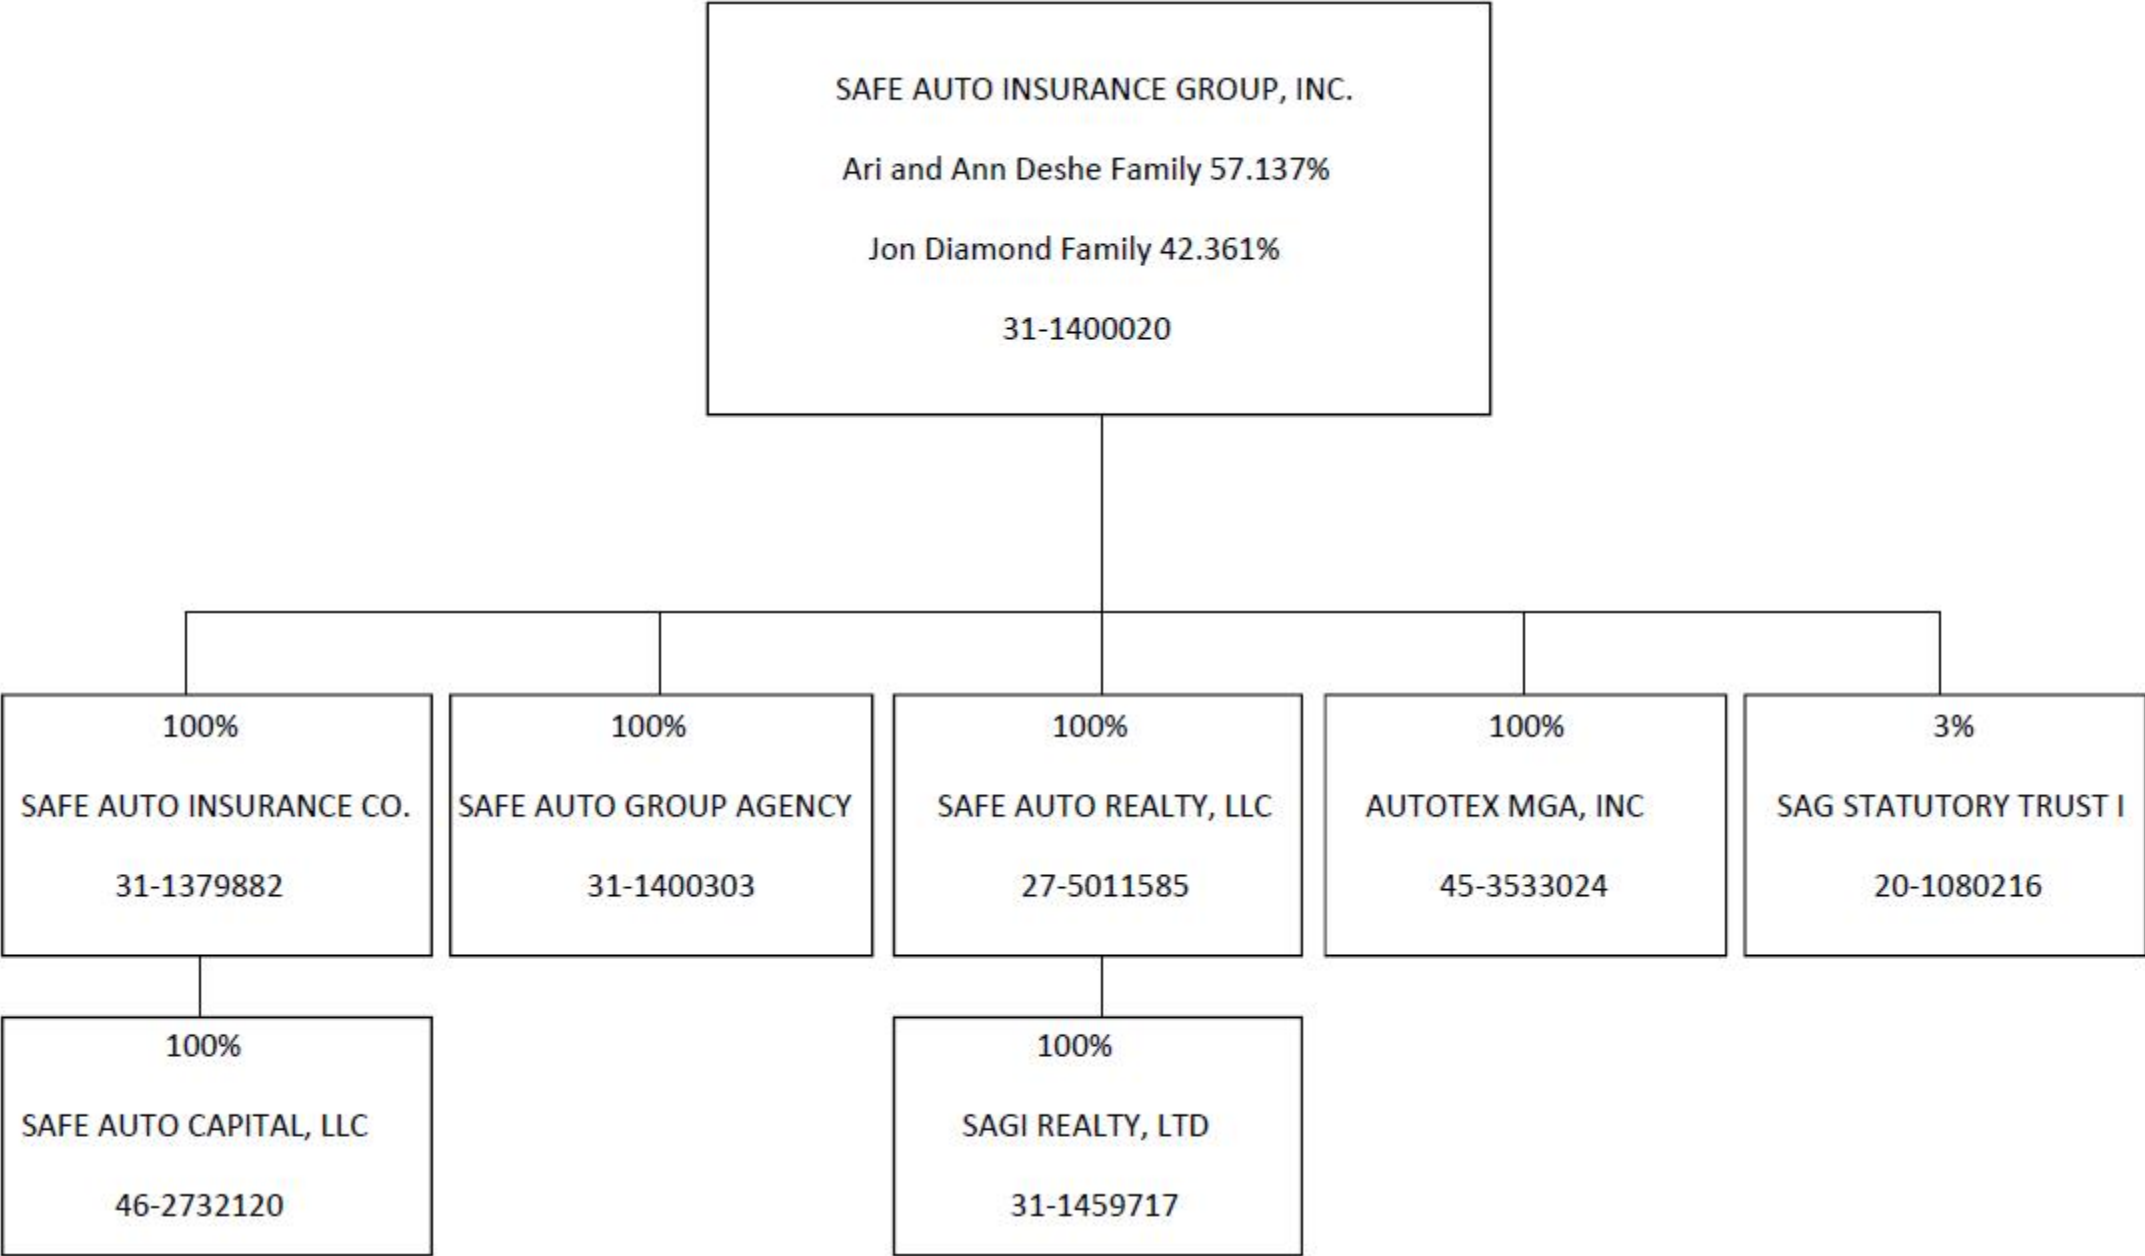 SAFE AUTO INSURANCE GROUP, INC.
Ari and Ann Deshe Family 57.137%
Jon Diamond Family 42.361%
31-1400020
100%
SAFE AUTO INSURANCE CO.
31-1379882
100%
SAFE AUTO GROUP AGENCY
31-1400303
100%
SAFE AUTO REALTY, LLC
27-5011585
100%
AUTOTEX MGA, INC
45-3533024
3%
SAG STATUTORY TRUST I
20-1080216
100%
SAFE AUTO CAPITAL, LLC
46-2732120
100%
SAGI REALTY, LTD
31-1459717